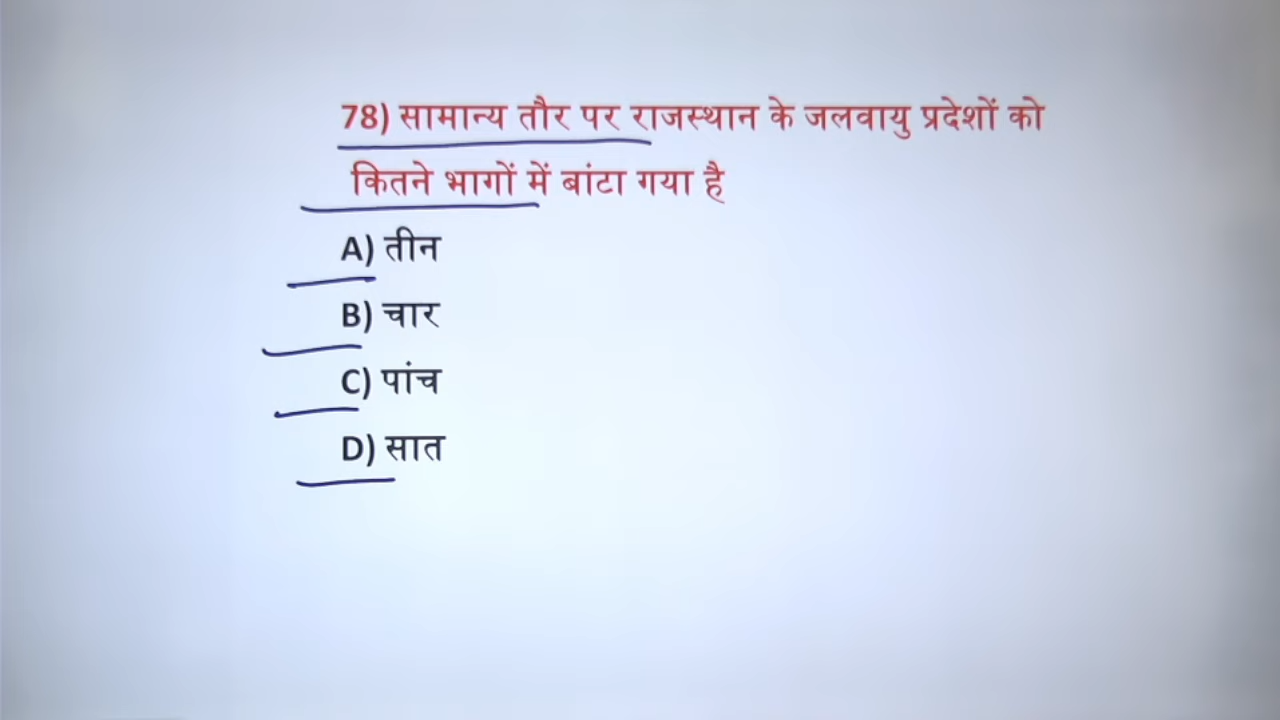 78) सामान्य तौर पर राजस्थान के जलवायु प्रदेशों को
कितने भागों में बांटा गया है
A) तीन
B) चार
C) पांच
D) सात